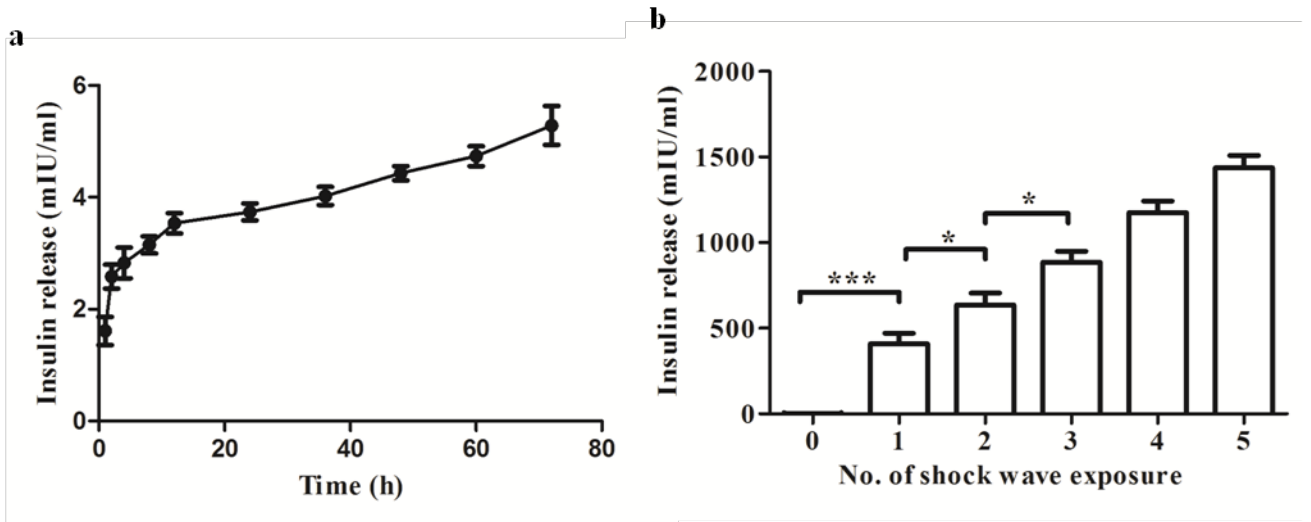 a
6
4
2
0
0 20 40 60 80
Insulin release (mIU/ml)
Time (h)
b
2000
1500
1000
500
0
***
*
*
0 1 2 3 4 5
Insulin release (mIU/ml)
No. of shock wave exposure